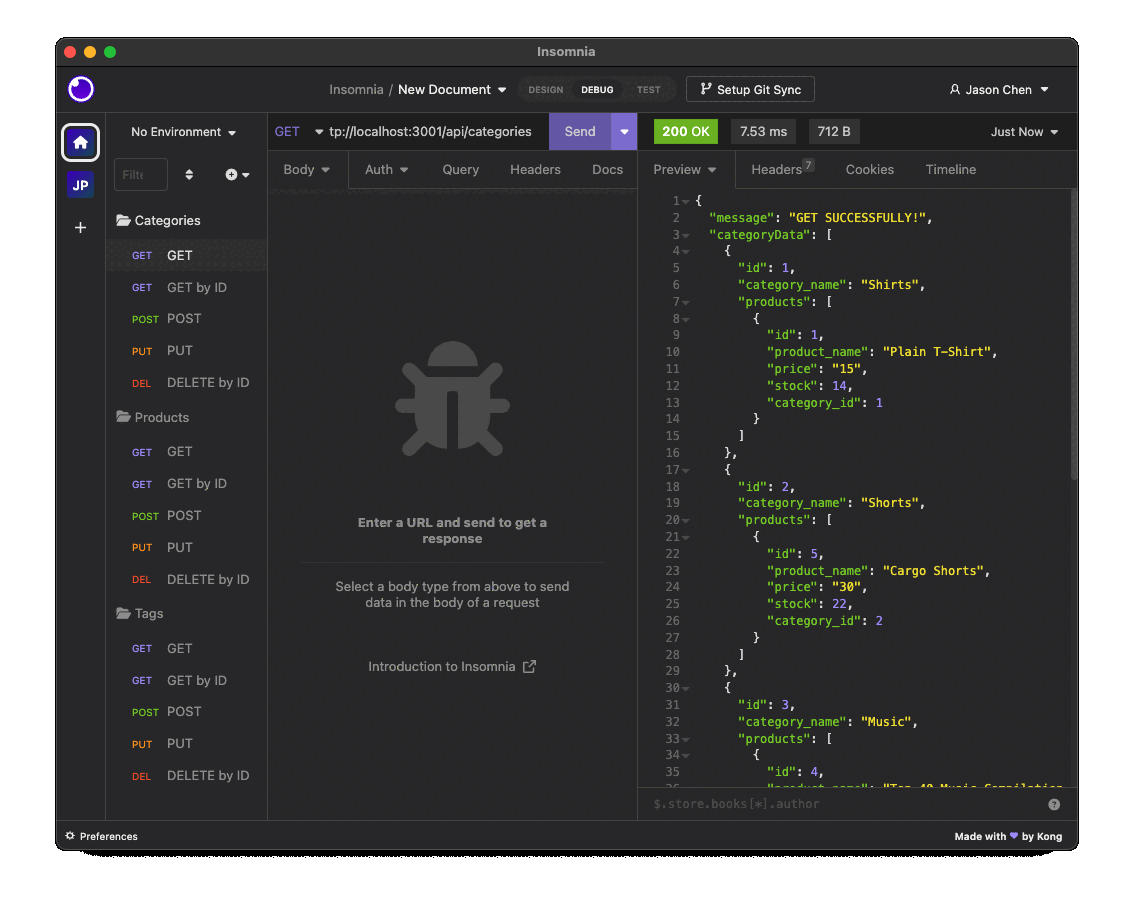 Insomnia
Insomnia / New Document
DESIGN DEBUG TEST
Setup Git Sync
Jason Chen
JP
No Environment
Filte
Categories
GET GET
GET GET by ID
POST POST
PUT PUT
DEL DELETE by ID
Products
GET GET
GET GET by ID
POST POST
PUT PUT
DEL DELETE by ID
Tags
GET GET
GET GET by ID
POST POST
PUT PUT
DEL DELETE by ID
GET tp://localhost:3001/api/categories Send
Body Auth Query Headers Docs
Enter a URL and send to get a
response
Select a body type from above to send
data in the body of a request
Introduction to Insomnia
200 OK 7.53 ms 712 B Just Now
Preview Headers 7 Cookies Timeline
1 {
2 "message": "GET SUCCESSFULLY!",
3 "categoryData": [
4 {
5 "id": 1,
6 "category_name": "Shirts",
7 "products": [
8 {
9 "id": 1,
10 "product_name": "Plain T-Shirt",
11 "price": "15",
12 "stock": 14,
13 "category_id": 1
14 }
15 ]
16 },
17 {
18 "id": 2,
19 "category_name": "Shorts",
20 "products": [
21 {
22 "id": 5,
23 "product_name": "Cargo Shorts",
24 "price": "30",
25 "stock": 22,
26 "category_id": 2
27 }
28 ]
29 },
30 {
31 "id": 3,
32 "category_name": "Music",
33 "products": [
34 {
35 "id": 4,
36 "product_name": "Top 40 Music Compilation
$.store.books[*].author
Preferences
Made with 💜 by Kong